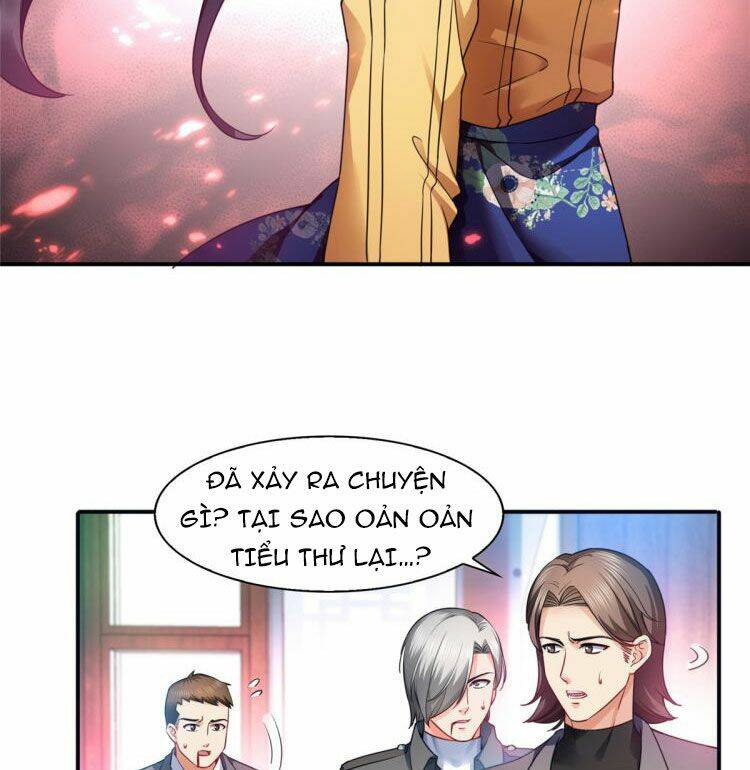 ĐÃ XẢY RA CHUYỆN
GÌ? TẠI SAO OẢN OẢN
TIỂU THƯ LẠI...?